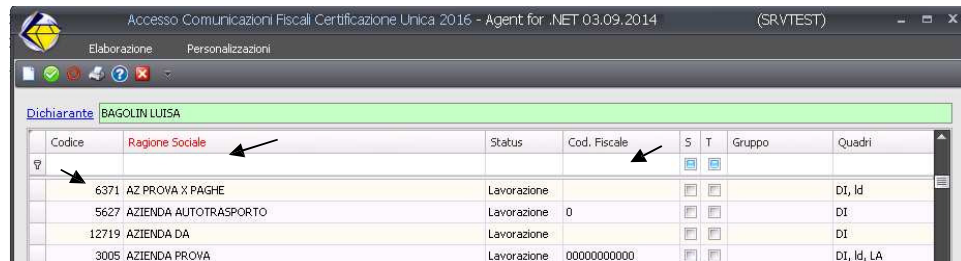 Accesso Comunicazioni Fiscali Certificazione Unica 2016 - Agent for .NET 03.09.2014 (SRVTEST)
Elaborazione Personalizzazioni
Dichiarante BAGOLIN LUISA
Codice Ragione Sociale Status Cod. Fiscale S T Gruppo Quadri
6371 AZ PROVA X PAGHE Lavorazione DI, ld
5627 AZIENDA AUTOTRASPORTO Lavorazione 0 DI
12719 AZIENDA DA Lavorazione DI
3005 AZIENDA PROVA Lavorazione 00000000000 DI, ld, LA